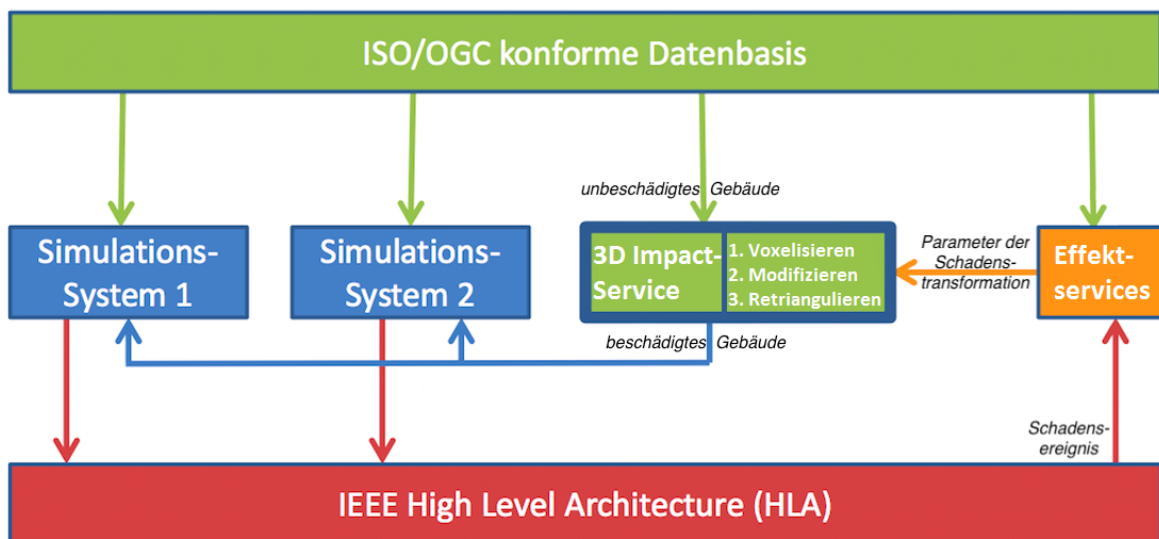 ISO/OGC konforme Datenbasis
unbeschädigtes Gebäude
Simulations-
System 1
Simulations-
System 2
3D Impact-
Service
1. Voxelisieren
2. Modifizieren
3. Retriangulieren
Parameter der
Schadens-
transformation
Effekt-
services
beschädigtes Gebäude
Schadens-
ereignis
IEEE High Level Architecture (HLA)